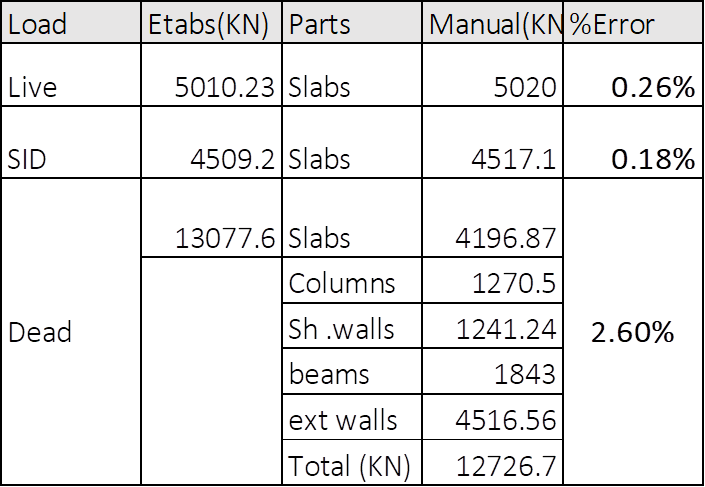 Load Etabs(KN) Parts Manual(KN %Error
Live 5010.23 Slabs 5020 0.26%
SID 4509.2 Slabs 4517.1 0.18%
13077.6 Slabs 4196.87
Columns 1270.5
Dead Sh .walls 1241.24 2.60%
beams 1843
ext walls 4516.56
Total (KN) 12726.7